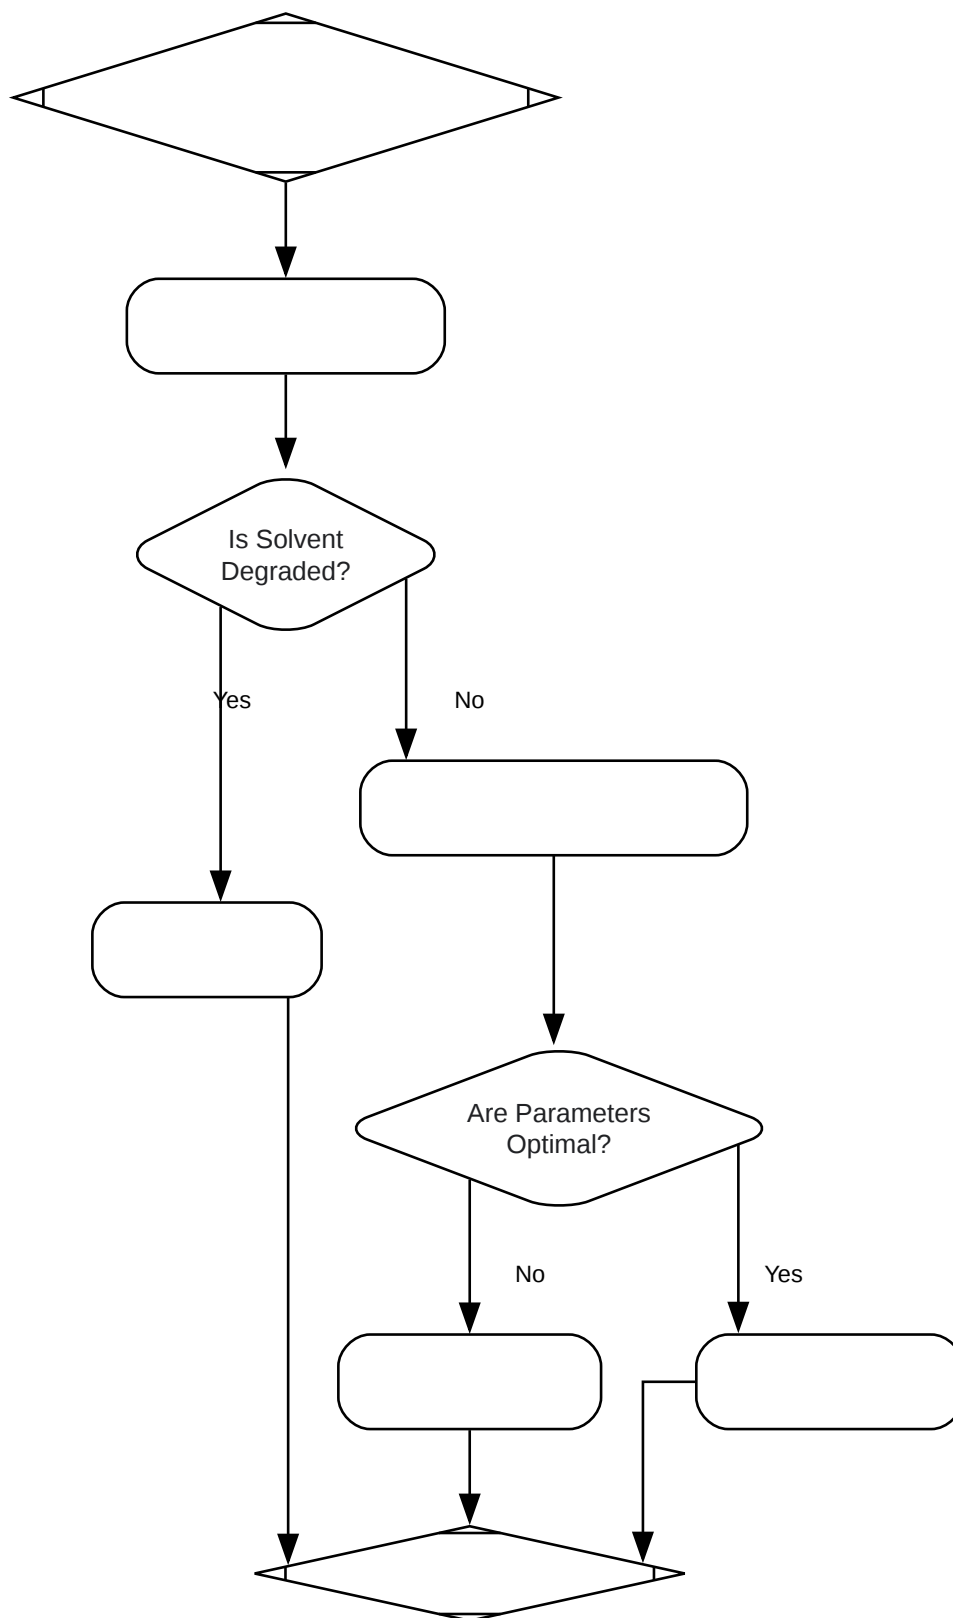 Is Solvent
Degraded?
Yes
No
Are Parameters
Optimal?
No
Yes